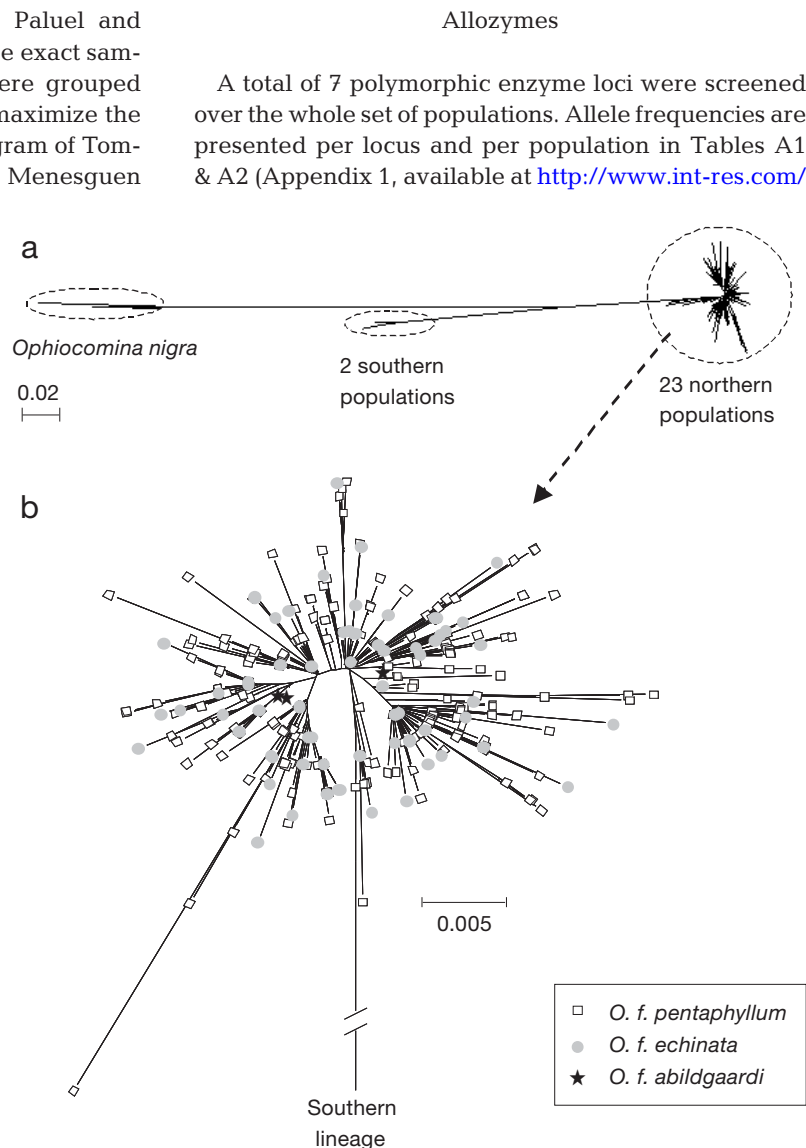 Paluel and
e exact sam-
ere grouped
maximize the
gram of Tom-
Menesguen
Allozymes
A total of 7 polymorphic enzyme loci were screened
over the whole set of populations. Allele frequencies are
presented per locus and per population in Tables A1
& A2 (Appendix 1, available at http://www.int-res.com/
a
Ophiocomina nigra
0.02
2 southern
populations
23 northern
populations
b
0.005
O. f. pentaphyllum
O. f. echinata
O. f. abildgaardi
Southern
lineage